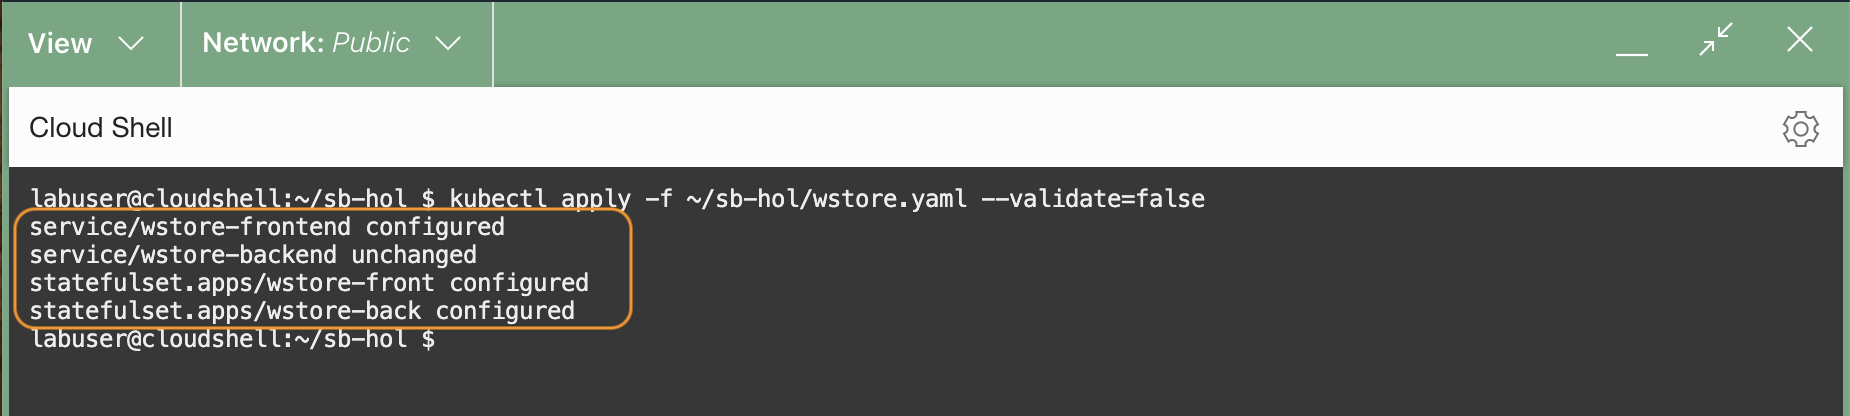 View
Network: Public
Cloud Shell
labuser@cloudshell:~/sb-hol $ kubectl apply -f ~/sb-hol/wstore.yaml --validate=false
service/wstore-frontend configured
service/wstore-backend unchanged
statefulset.apps/wstore-front configured
statefulset.apps/wstore-back configured
labuser@cloudshell:~/sb-hol $